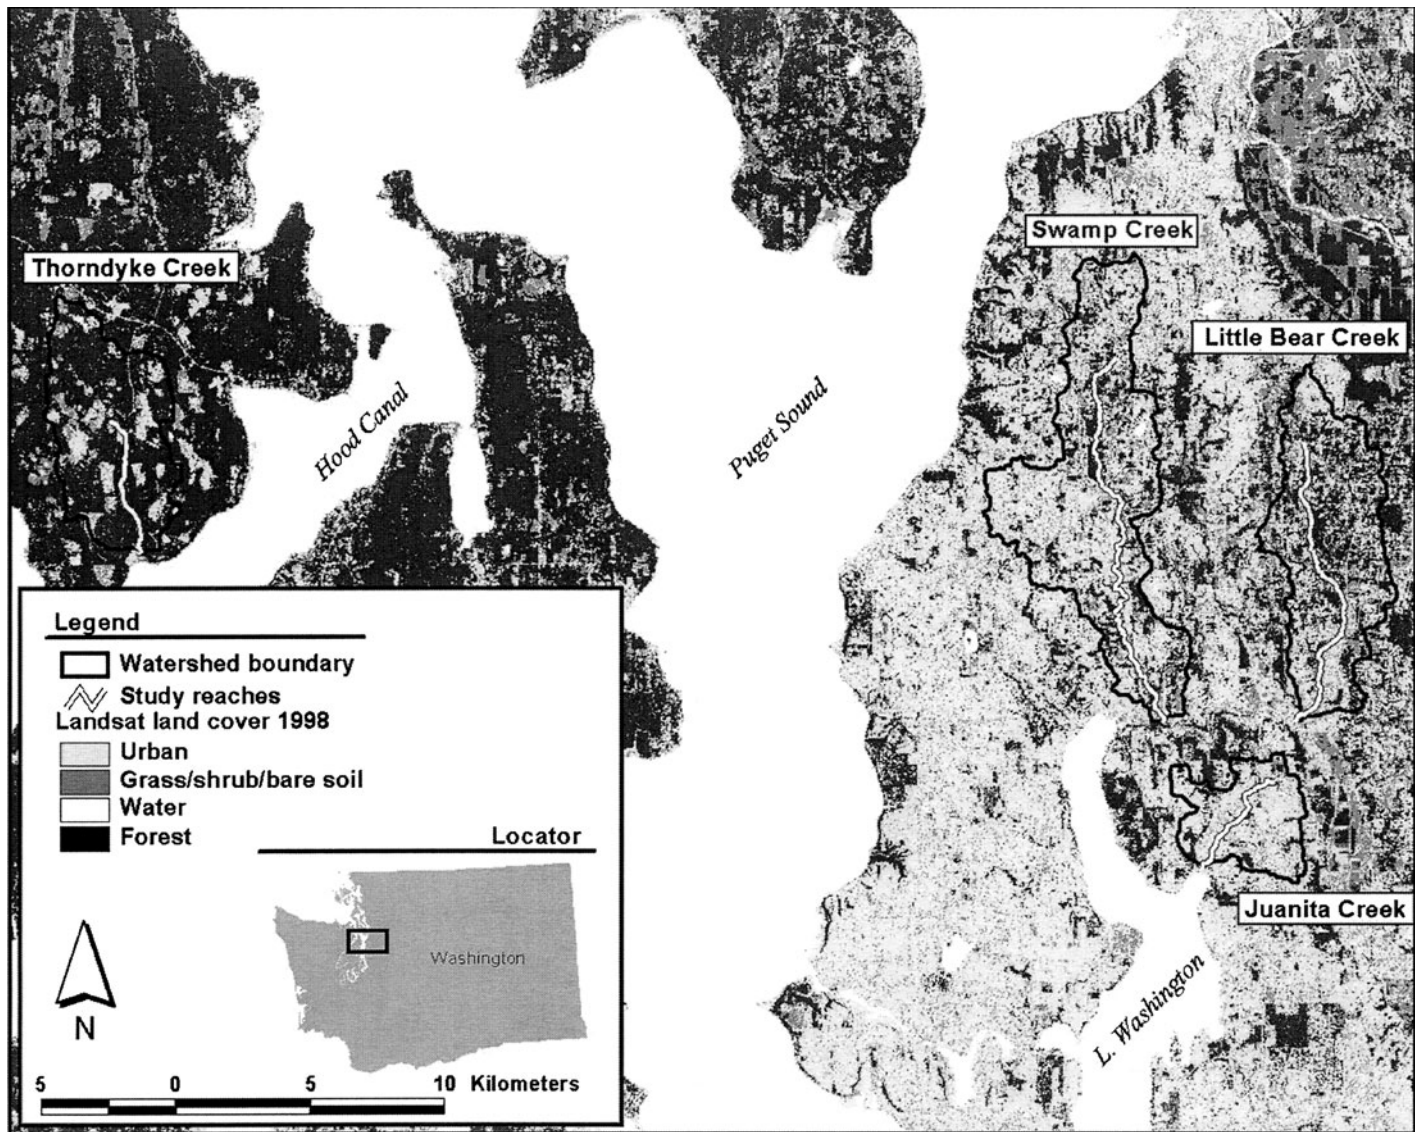 Swamp Creek
Thorndyke Creek
Little Bear Creek
Hood Canal
Puget Sound
Legend
Watershed boundary
Study reaches
Landsat land cover 1998
Urban
Grass/shrub/bare soil
Water
Forest
Locator
Washington
Juanita Creek
L. Washington
N
5 0 5 10 Kilometers